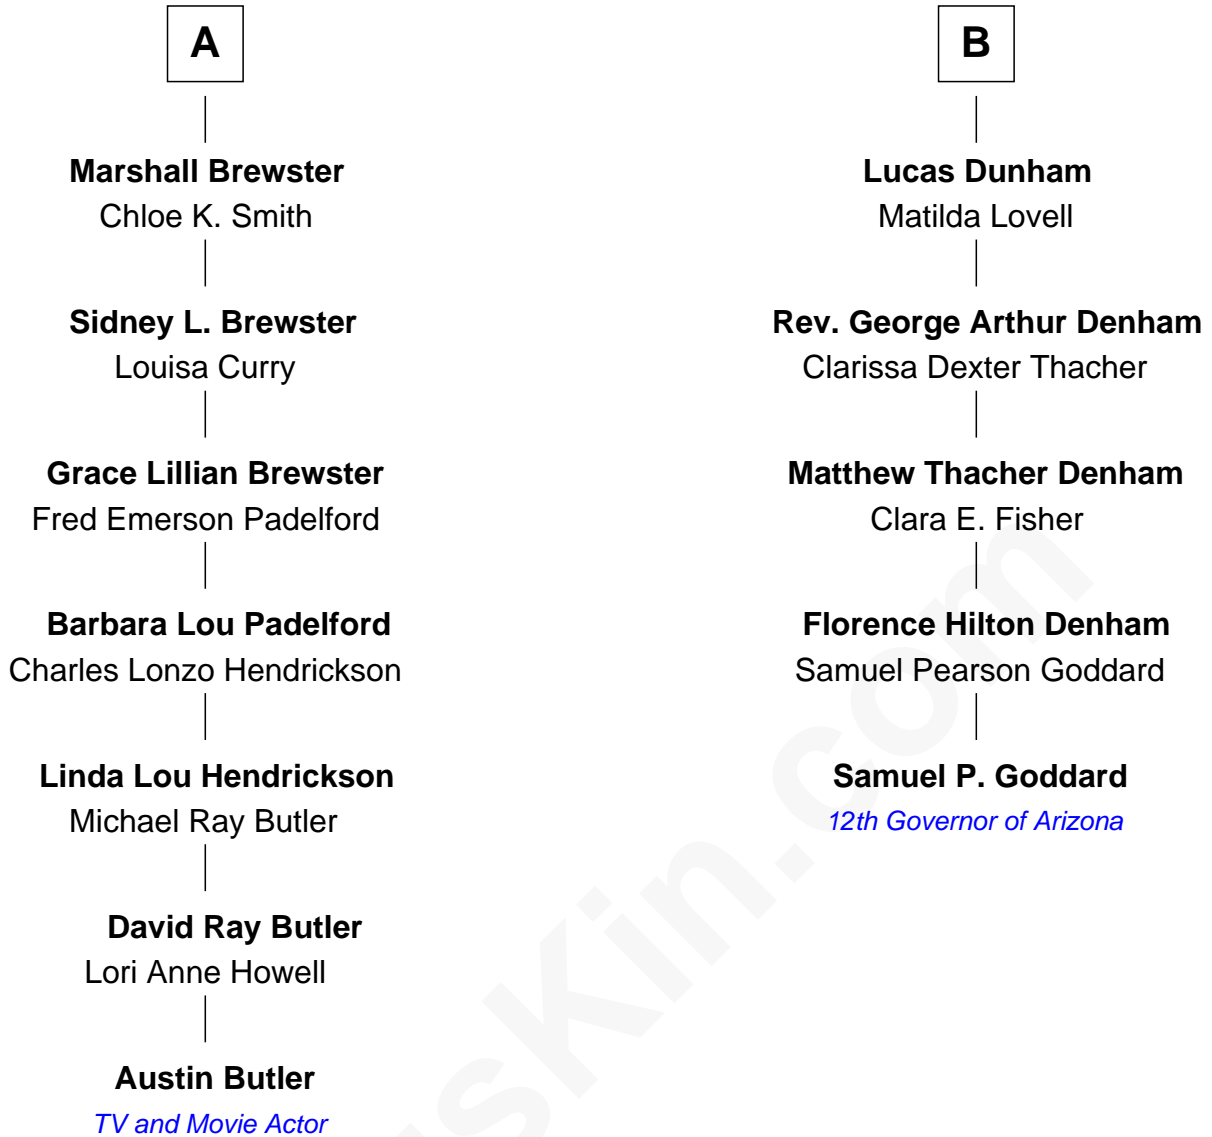 A
Marshall Brewster
Chloe K. Smith
Sidney L. Brewster
Louisa Curry
Grace Lillian Brewster
Fred Emerson Padelford
Barbara Lou Padelford
Charles Lonzo Hendrickson
Linda Lou Hendrickson
Michael Ray Butler
David Ray Butler
Lori Anne Howell
Austin Butler
TV and Movie Actor
B
Lucas Dunham
Matilda Lovell
Rev. George Arthur Denham
Clarissa Dexter Thacher
Matthew Thacher Denham
Clara E. Fisher
Florence Hilton Denham
Samuel Pearson Goddard
Samuel P. Goddard
12th Governor of Arizona
sKin.com